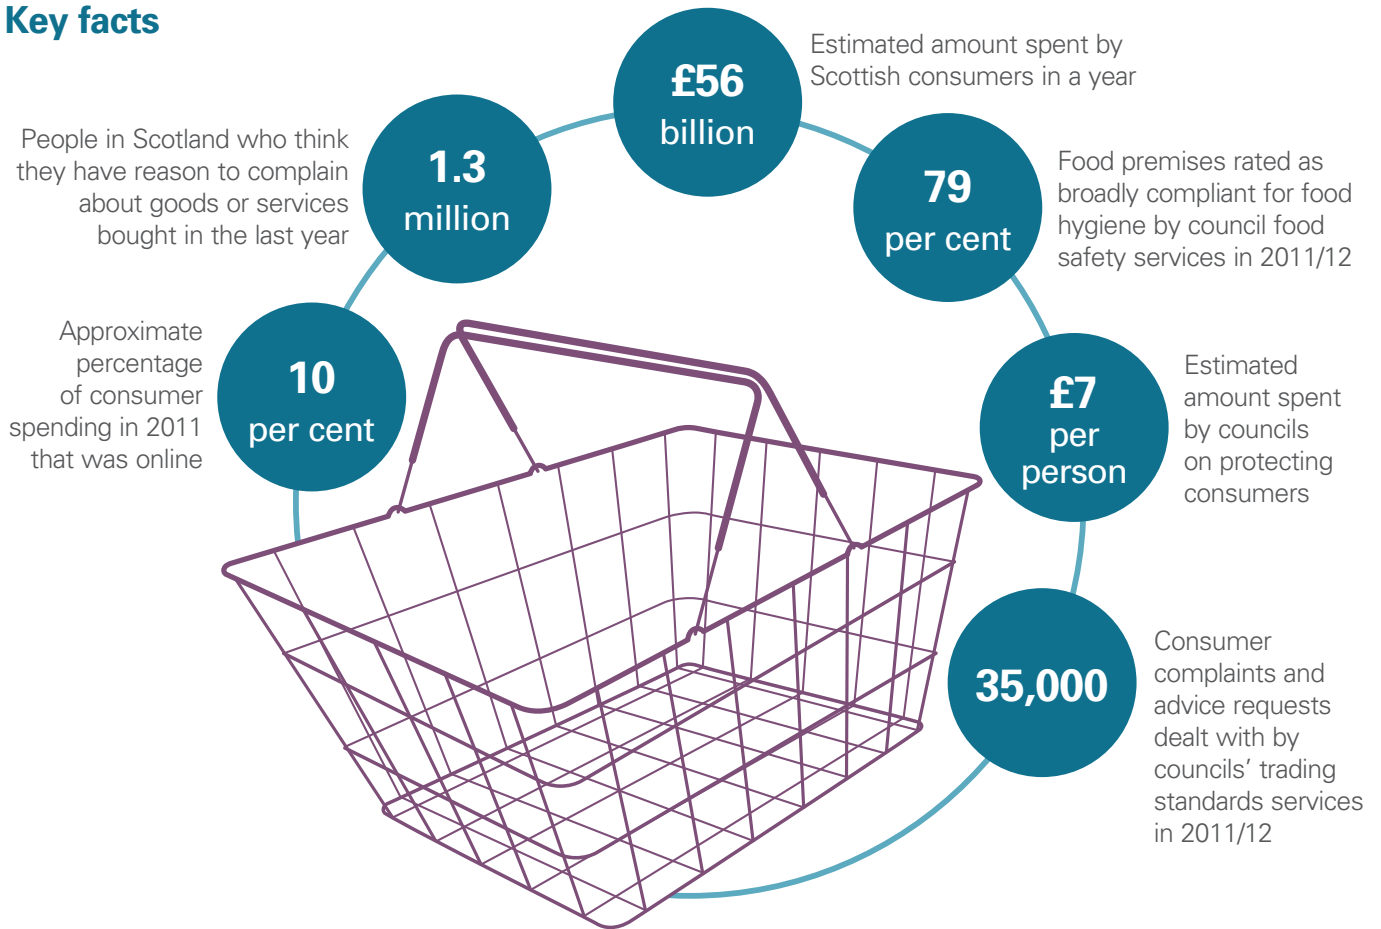 Key facts
£56
billion
Estimated amount spent by
Scottish consumers in a year
People in Scotland who think
they have reason to complain
about goods or services
bought in the last year
1.3
million
79
per cent
Food premises rated as
broadly compliant for food
hygiene by council food
safety services in 2011/12
Approximate
percentage
of consumer
spending in 2011
that was online
10
per cent
£7
per
person
Estimated
amount spent
by councils
on protecting
consumers
35,000
Consumer
complaints and
advice requests
dealt with by
councils’ trading
standards services
in 2011/12